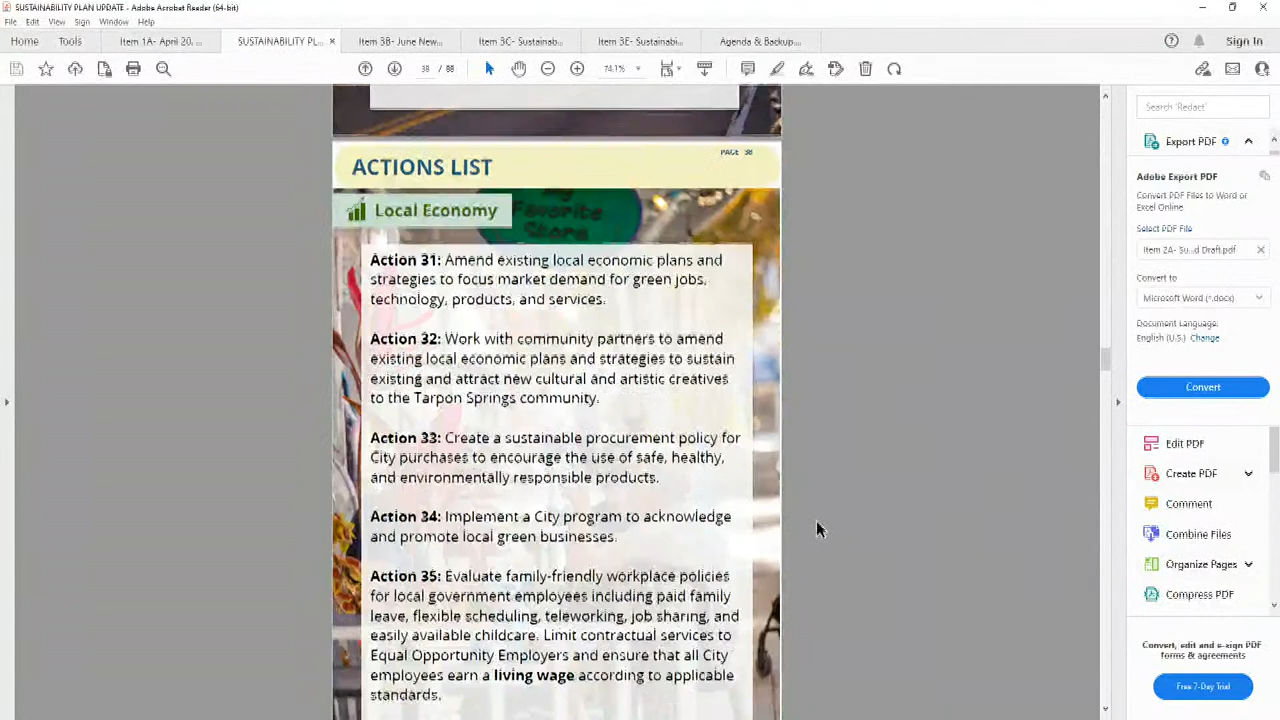 SUSTAINABILITY PLAN UPDATE - Adobe Acrobat Reader (64-bit)
File Edit View Sign Window Help
Home Tools Item 1A- April 20, ... SUSTAINABILITY PL... × Item 3B- June New... Item 3C- Sustainab... Item 3E- Sustainabi... Agenda & Backup... Sign In
38 / 88 74.1%
Search 'Redact'
Export PDF
Adobe Export PDF
Convert PDF Files to Word or
Excel Online
Select PDF File
Item 2A- Su...d Draft.pdf ×
Convert to
Microsoft Word (*.docx)
Document Language:
English (U.S.) Change
Convert
Edit PDF
Create PDF
Comment
Combine Files
Organize Pages
Compress PDF
Convert, edit and e-sign PDF
forms & agreements
Free 7-Day Trial
PAGE 38
ACTIONS LIST
Local Economy
My
Favorite
Store
Action 31: Amend existing local economic plans and
strategies to focus market demand for green jobs,
technology, products, and services.
Action 32: Work with community partners to amend
existing local economic plans and strategies to sustain
existing and attract new cultural and artistic creatives
to the Tarpon Springs community.
Action 33: Create a sustainable procurement policy for
City purchases to encourage the use of safe, healthy,
and environmentally responsible products.
Action 34: Implement a City program to acknowledge
and promote local green businesses.
Action 35: Evaluate family-friendly workplace policies
for local government employees including paid family
leave, flexible scheduling, teleworking, job sharing, and
easily available childcare. Limit contractual services to
Equal Opportunity Employers and ensure that all City
employees earn a living wage according to applicable
standards.